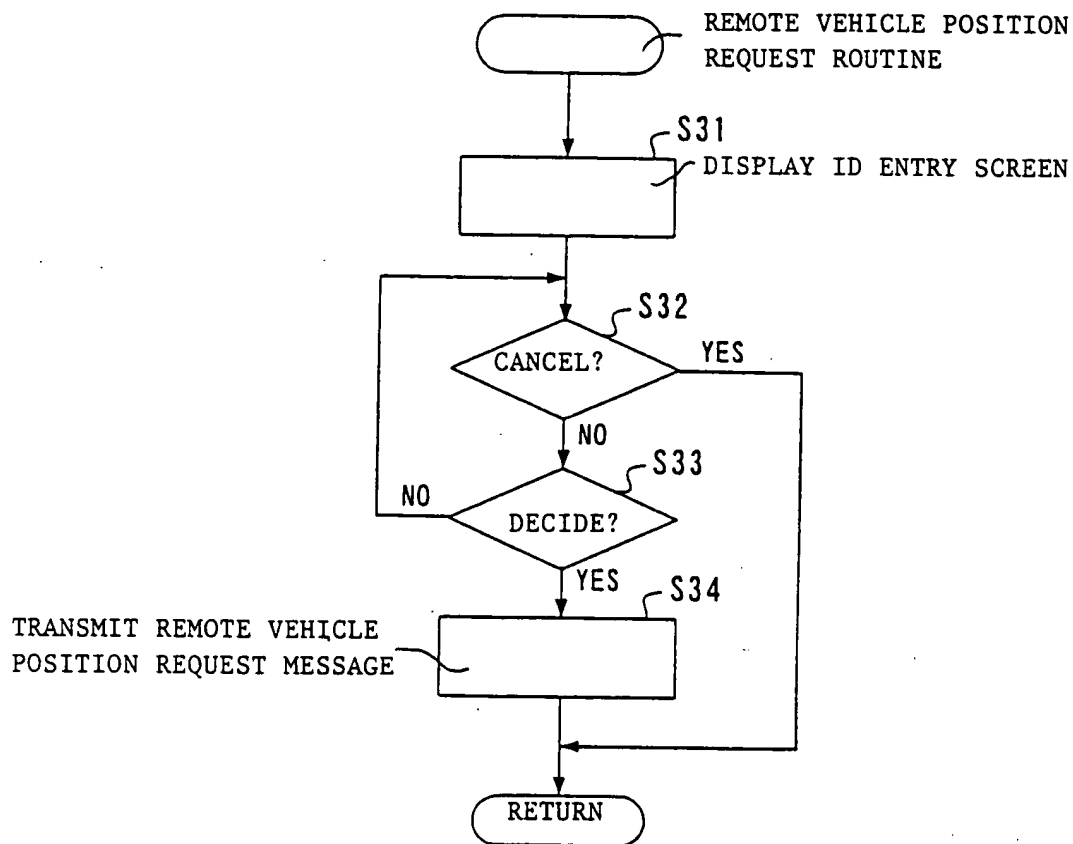 REMOTE VEHICLE POSITION
REQUEST ROUTINE
S31
DISPLAY ID ENTRY SCREEN
S32
CANCEL?
YES
NO
S33
NO
DECIDE?
YES
S34
TRANSMIT REMOTE VEHICLE
POSITION REQUEST MESSAGE
RETURN